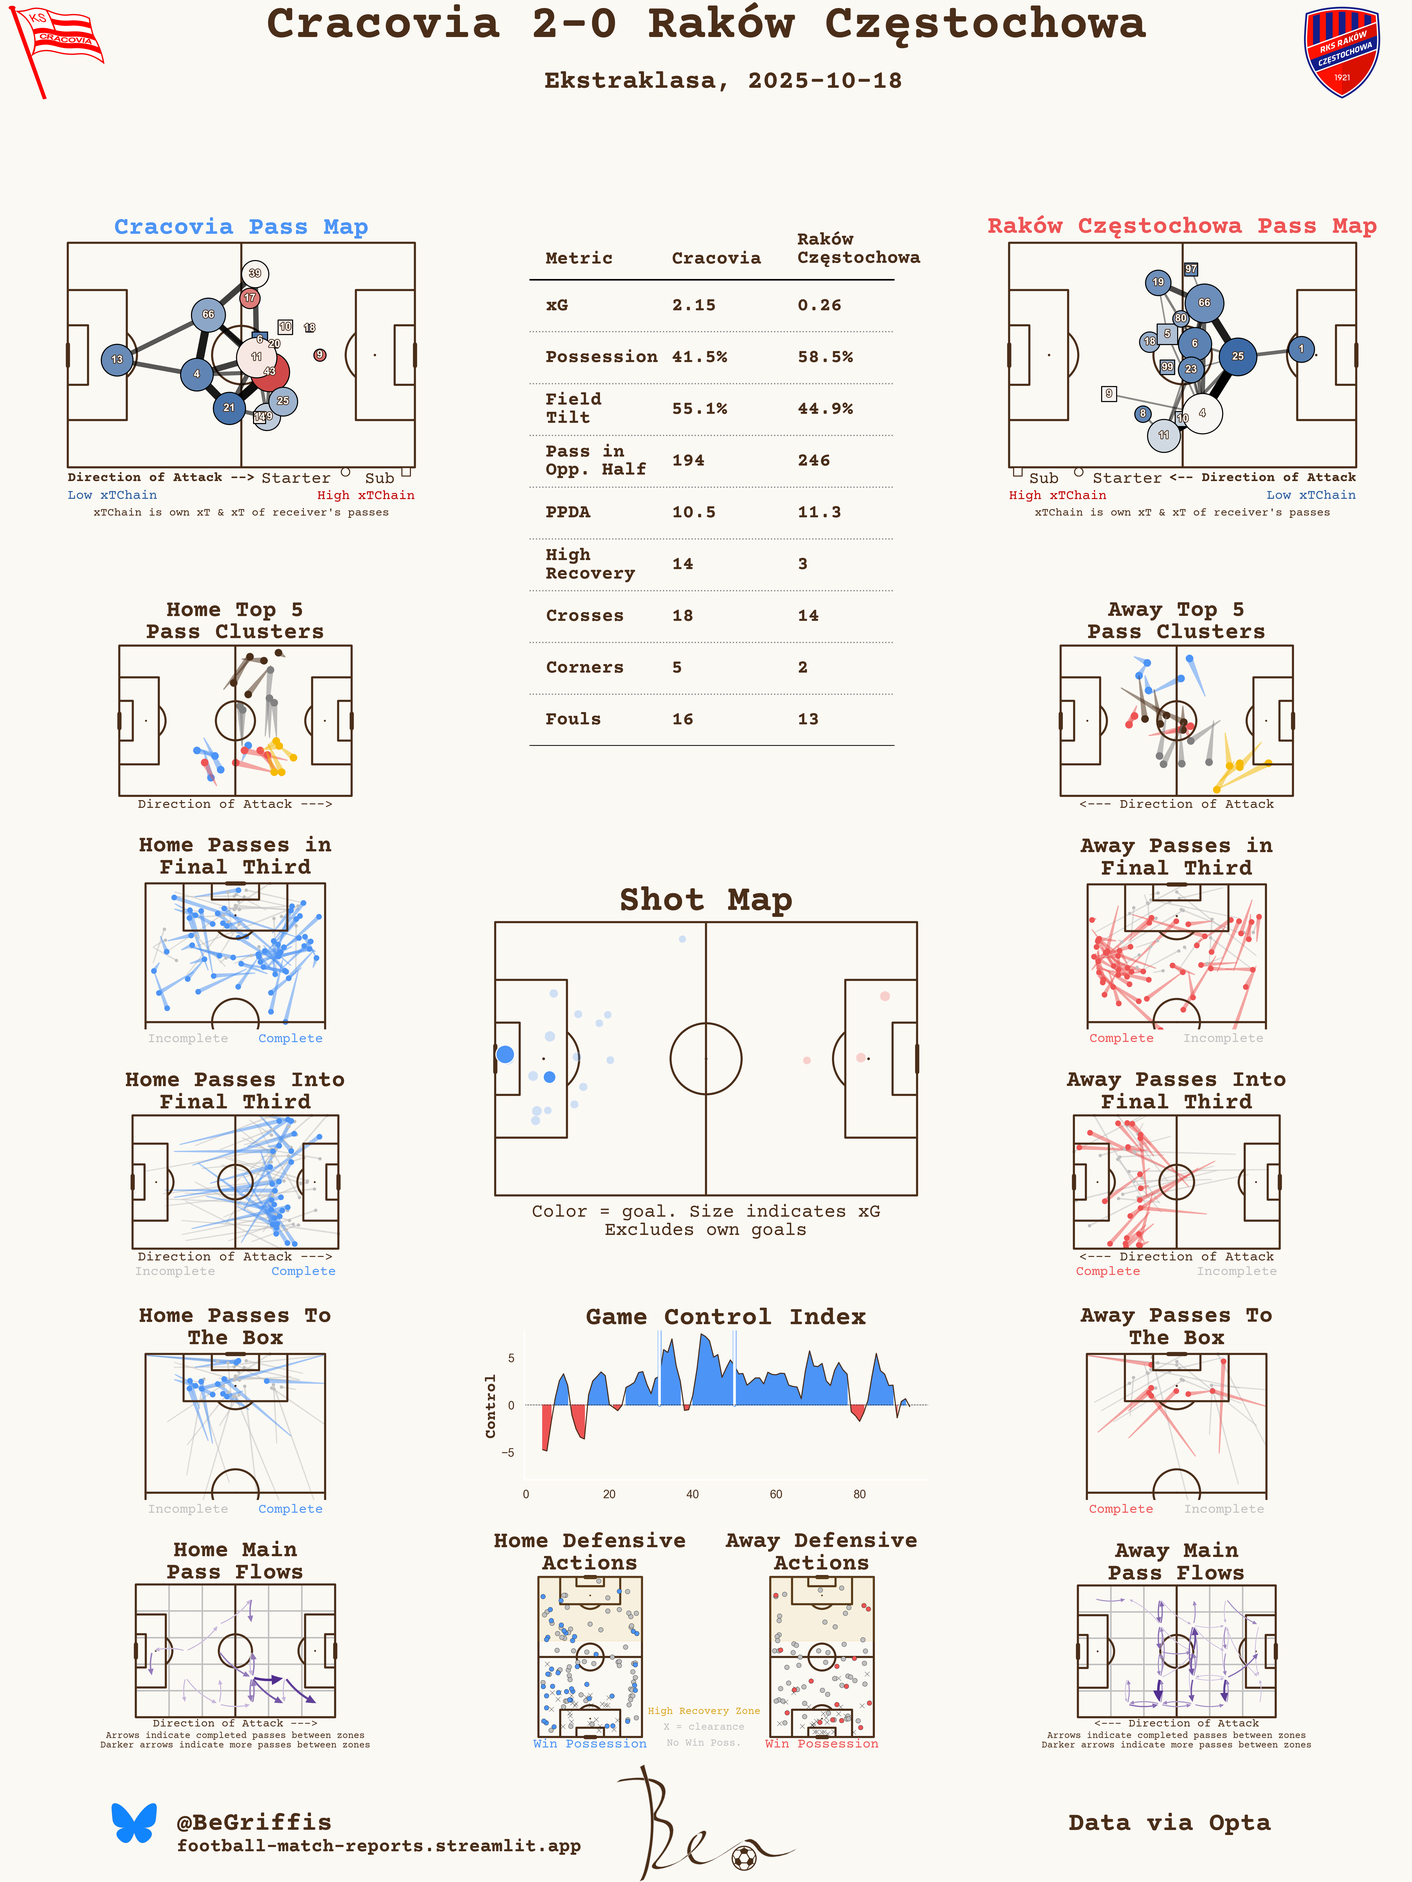 Cracovia 2-0 Raków Częstochowa
Ekstraklasa, 2025-10-18
KS
CRACOVIA
RKS RAKÓW
CZĘSTOCHOWA
1921
Cracovia Pass Map
39
17
66
10
18
6
20
13
11
9
4
43
21
25
14
19
Direction of Attack --> Starter Sub
Low xTChain High xTChain
xTChain is own xT & xT of receiver's passes
Metric Cracovia Raków
Częstochowa
xG 2.15 0.26
Possession 41.5% 58.5%
Field
Tilt 55.1% 44.9%
Pass in
Opp. Half 194 246
PPDA 10.5 11.3
High
Recovery 14 3
Crosses 18 14
Corners 5 2
Fouls 16 13
Raków Częstochowa Pass Map
97
19
66
80
5
18
6
25
1
99
23
9
8
10
4
11
Sub Starter <-- Direction of Attack
High xTChain Low xTChain
xTChain is own xT & xT of receiver's passes
Home Top 5
Pass Clusters
Direction of Attack --->
Away Top 5
Pass Clusters
<--- Direction of Attack
Home Passes in
Final Third
Incomplete Complete
Away Passes in
Final Third
Complete Incomplete
Shot Map
Color = goal. Size indicates xG
Excludes own goals
Home Passes Into
Final Third
Direction of Attack --->
Incomplete Complete
Away Passes Into
Final Third
<--- Direction of Attack
Complete Incomplete
Home Passes To
The Box
Incomplete Complete
Game Control Index
Control
5
0
−5
0 20 40 60 80
Away Passes To
The Box
Complete Incomplete
Home Main
Pass Flows
Direction of Attack --->
Arrows indicate completed passes between zones
Darker arrows indicate more passes between zones
Home Defensive
Actions
Win Possession
Away Defensive
Actions
Win Possession
High Recovery Zone
X = clearance
No Win Poss.
Away Main
Pass Flows
<--- Direction of Attack
Arrows indicate completed passes between zones
Darker arrows indicate more passes between zones
@BeGriffis
football-match-reports.streamlit.app
Ben
Data via Opta